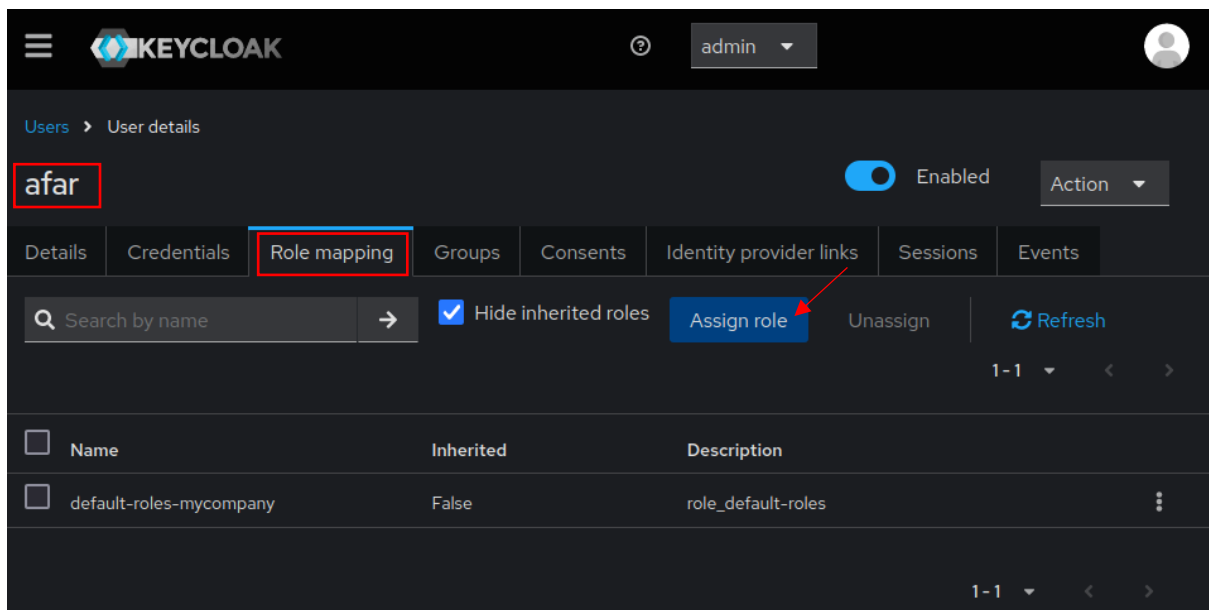 KEYCLOAK
admin
Users > User details
afar
Enabled
Action
Details Credentials Role mapping Groups Consents Identity provider links Sessions Events
Search by name
Hide inherited roles
Assign role
Unassign
Refresh
1-1
Name Inherited Description
default-roles-mycompany False role_default-roles
1-1